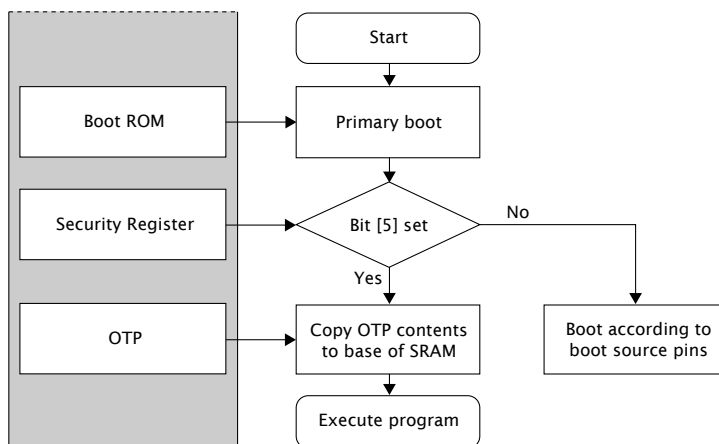 Start
Boot ROM
Primary boot
Security Register
Bit [5] set
No
Yes
OTP
Copy OTP contents
to base of SRAM
Boot according to
boot source pins
Execute program